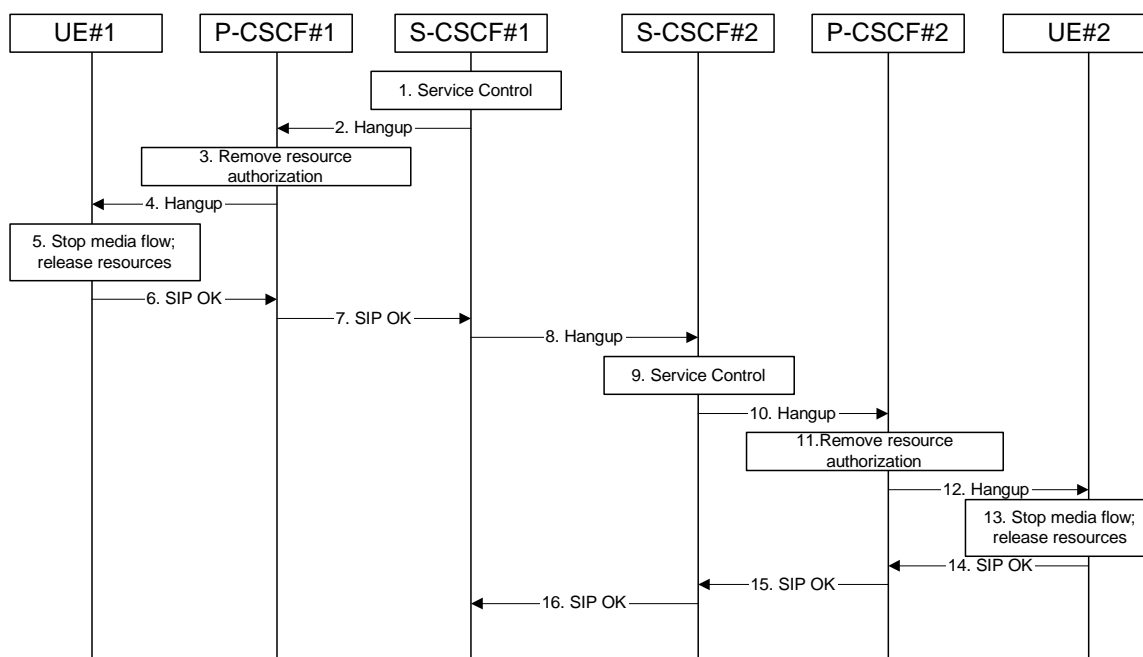 UE#1
P-CSCF#1
S-CSCF#1
S-CSCF#2
P-CSCF#2
UE#2
1. Service Control
2. Hangup
3. Remove resource
authorization
4. Hangup
5. Stop media flow;
release resources
6. SIP OK
7. SIP OK
8. Hangup
9. Service Control
10. Hangup
11.Remove resource
authorization
12. Hangup
13. Stop media flow;
release resources
14. SIP OK
15. SIP OK
16. SIP OK